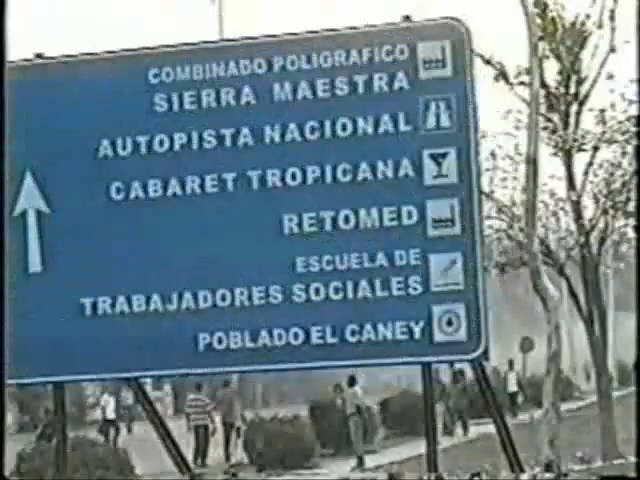 COMBINADO POLIGRAFICO
SIERRA MAESTRA
AUTOPISTA NACIONAL
CABARET TROPICANA
RETOMED
ESCUELA DE
TRABAJADORES SOCIALES
POBLADO EL CANEY